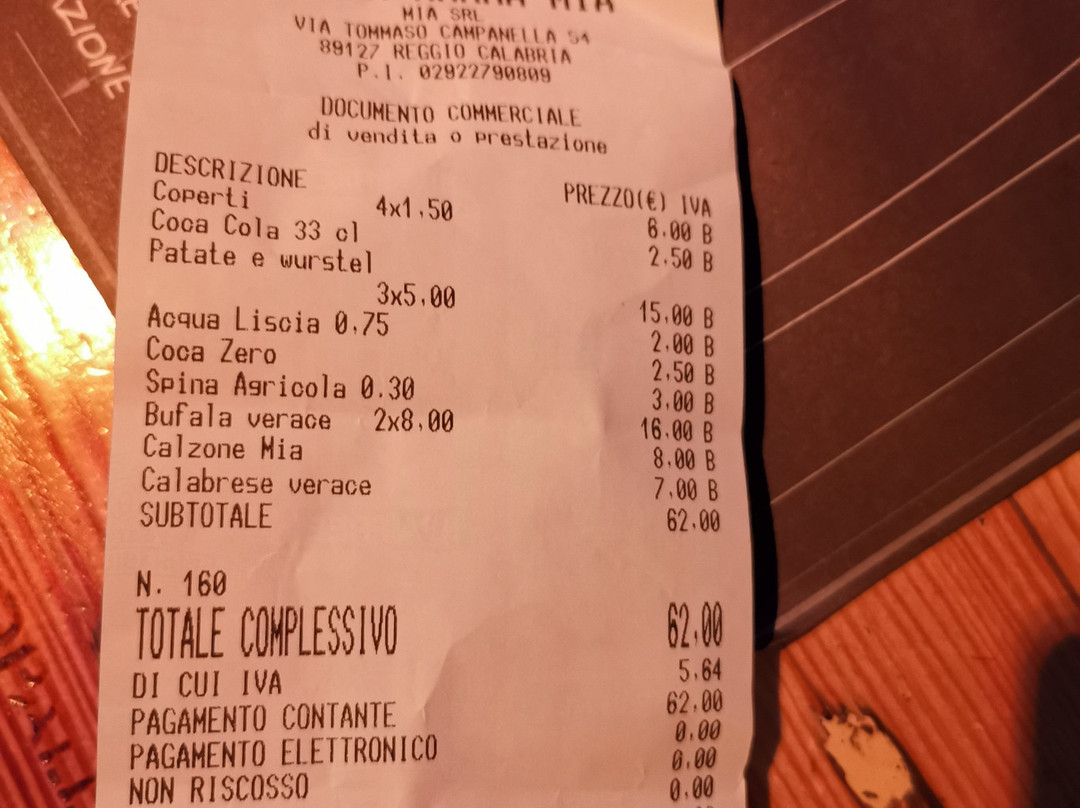 MIA
MIA SRL
VIA TOMMASO CAMPANELLA 54
89127 REGGIO CALABRIA
P.I. 02922790809
DOCUMENTO COMMERCIALE
di vendita o prestazione
DESCRIZIONE PREZZO(€) IVA
Coperti 4x1,50 6.00 B
Coca Cola 33 cl 2.50 B
Patate e wurstel
3x5,00 15,00 B
Acqua Liscia 0,75 2.00 B
Coca Zero 2.50 B
Spina Agricola 0.30 3.00 B
Bufala verace 2x8,00 16.00 B
Calzone Mia 8.00 B
Calabrese verace 7.00 B
SUBTOTALE 62.00
N. 160
TOTALE COMPLESSIVO 62,00
DI CUI IVA 5.64
PAGAMENTO CONTANTE 62.00
PAGAMENTO ELETTRONICO 0.00
NON RISCOSSO 0.00
0.00
AZIONE